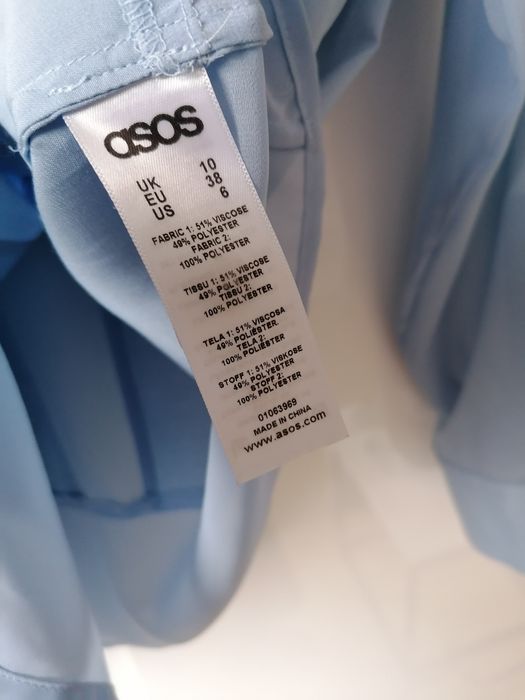 asos
UK 10
EU 38
US 6
FABRIC 1: 51% VISCOSE
49% POLYESTER
FABRIC 2:
100% POLYESTER
TISSU 1: 51% VISCOSE
49% POLYESTER
TISSU 2:
100% POLYESTER
TELA 1: 51% VISCOSA
49% POLIÉSTER
TELA 2:
100% POLIÉSTER
STOFF 1: 51% VISKOSE
49% POLYESTER
STOFF 2:
100% POLYESTER
01063969
MADE IN CHINA
www.asos.com